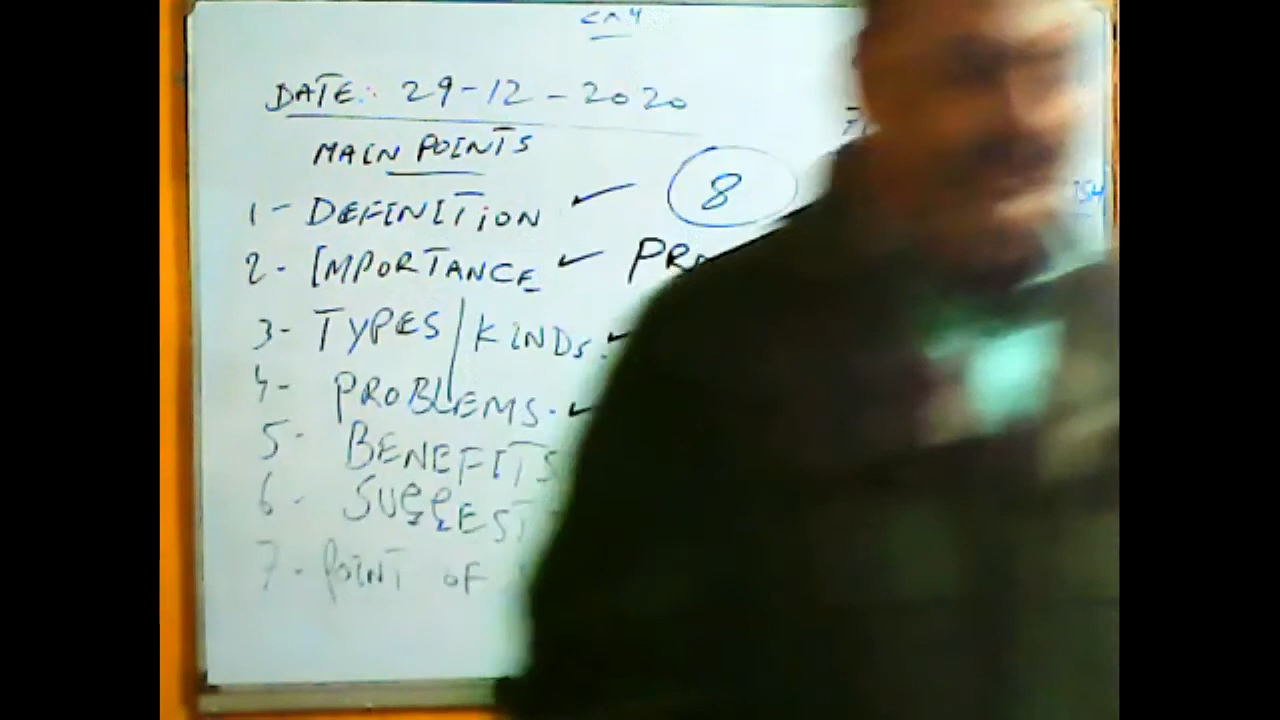 DATE: 29-12-2020
MAIN POINTS
8
1- DEFINITION ✓
2- IMPORTANCE ✓
3- TYPES/KINDS ✓
4- PROBLEMS. ✓
5- BENEFITS
6-
7- POINT OF